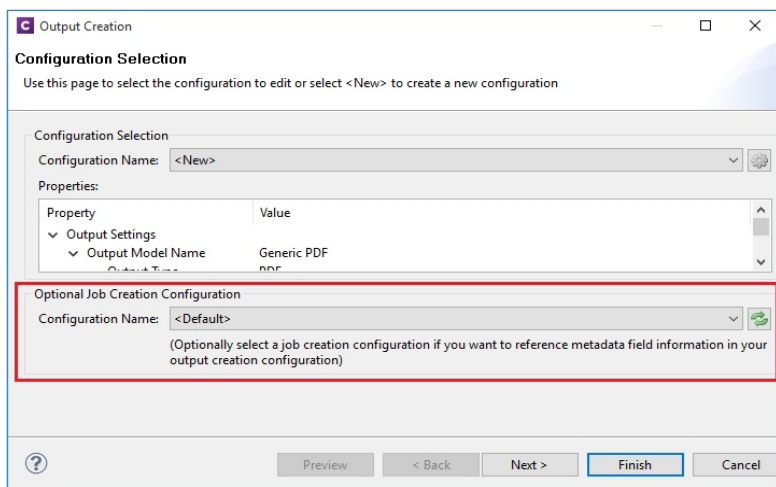 C Output Creation
Configuration Selection
Use this page to select the configuration to edit or select <New> to create a new configuration
Configuration Selection
Configuration Name: <New>
Properties:
Property Value
Output Settings
Output Model Name Generic PDF
Output Type PDF
Optional Job Creation Configuration
Configuration Name: <Default>
(Optionally select a job creation configuration if you want to reference metadata field information in your
output creation configuration)
? Preview < Back Next > Finish Cancel